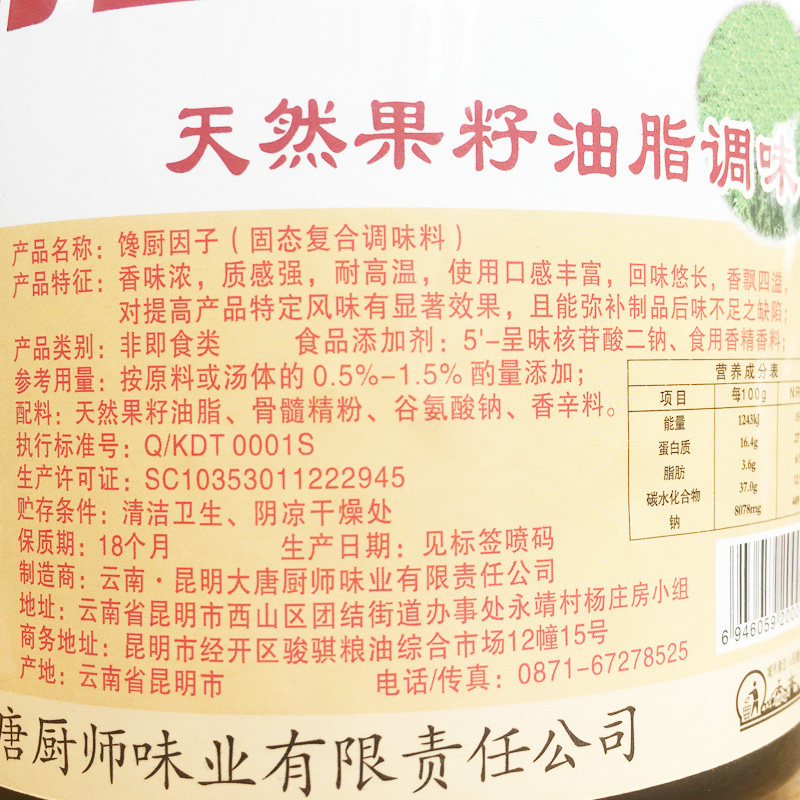 天然果籽油脂调味
产品名称：馋厨因子（固态复合调味料）
产品特征：香味浓，质感强，耐高温，使用口感丰富，回味悠长，香飘四溢，
对提高产品特定风味有显著效果，且能弥补制品后味不足之缺陷；
产品类别：非即食类 食品添加剂：5'-呈味核苷酸二钠、食用香精香料；
参考用量：按原料或汤体的0.5%-1.5%酌量添加；
配料：天然果籽油脂、骨髓精粉、谷氨酸钠、香辛料。
执行标准号：Q/KDT 0001S
生产许可证：SC10353011222945
贮存条件：清洁卫生、阴凉干燥处
保质期：18个月 生产日期：见标签喷码
制造商：云南·昆明大唐厨师味业有限责任公司
地址：云南省昆明市西山区团结街道办事处永靖村杨庄房小组
商务地址：昆明市经开区骏骐粮油综合市场12幢15号
产地：云南省昆明市 电话/传真：0871-67278525
营养成分表
项目 每100g
能量 1243kJ
蛋白质 16.4g
脂肪 3.6g
碳水化合物 37.0g
钠 8078mg
6 946059
唐厨师味业有限责任公司